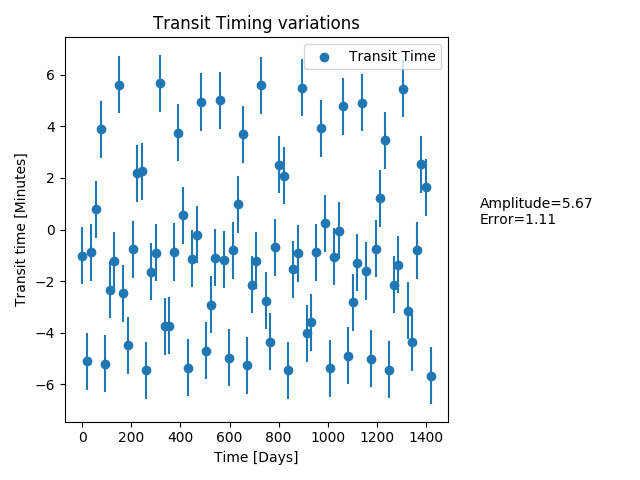 Transit Timing variations
Transit Time
6
4
2
0
−2
−4
−6
Transit time [Minutes]
0
200
400
600
800
1000
1200
1400
Time [Days]
Amplitude=5.67
Error=1.11